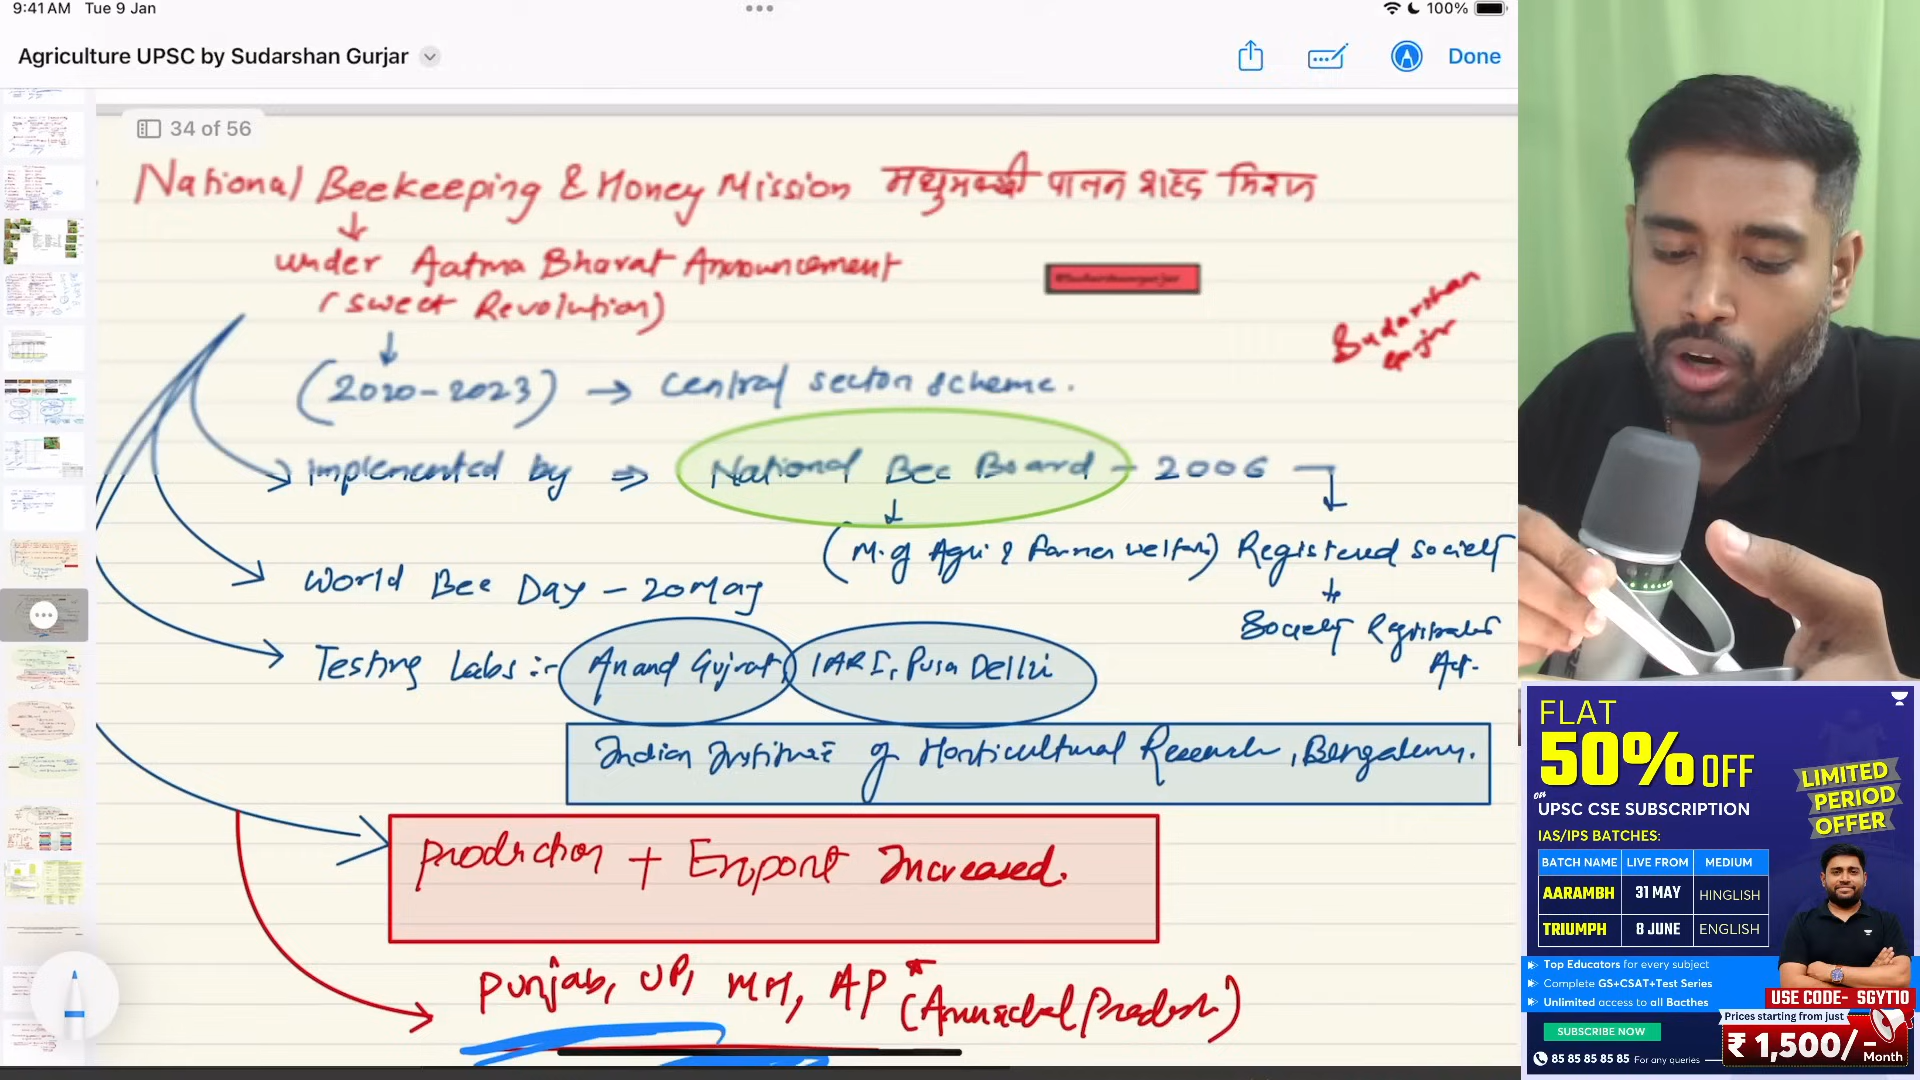 9:41 AM Tue 9 Jan
100%
Agriculture UPSC by Sudarshan Gurjar
Done
34 of 56
National Beekeeping & Honey Mission मधुमक्खी पालन शहद मिशन
under Aatma Bharat Announcement
(sweet Revolution)
Sudarshan
Gurjar
(2020-2023) → Central sector scheme.
Implemented by ⇒ National Bee Board - 2006
(M. of Agri & Farmer welfare) Registered society
World Bee Day - 20 May
Society Registration
Act.
Testing Labs :- Anand Gujrat, IARI, Pusa Delhi
Indian Institute of Horticultural Research, Bengaluru.
Production + Export Increased.
Punjab, UP, MH, AP *
(Arunachal Pradesh)
FLAT
50% OFF
on
UPSC CSE SUBSCRIPTION
LIMITED
PERIOD
OFFER
IAS/IPS BATCHES:
BATCH NAME LIVE FROM MEDIUM
AARAMBH 31 MAY HINGLISH
TRIUMPH 8 JUNE ENGLISH
Top Educators for every subject
Complete GS+CSAT+Test Series
Unlimited access to all Bacthes
USE CODE- SGYT10
Prices starting from just
SUBSCRIBE NOW
₹ 1,500/- Month
85 85 85 85 85 For any queries